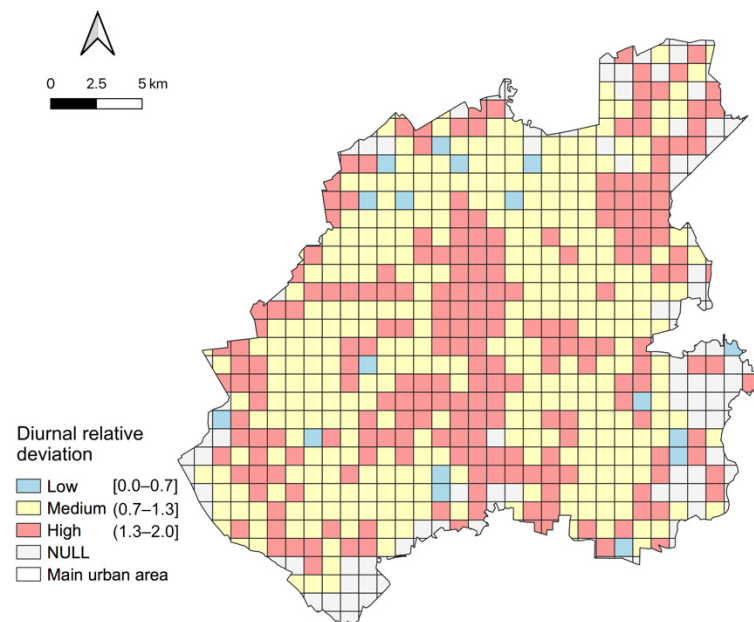 0 2.5 5 km
Diurnal relative
deviation
Low [0.0–0.7]
Medium (0.7–1.3]
High (1.3–2.0]
NULL
Main urban area